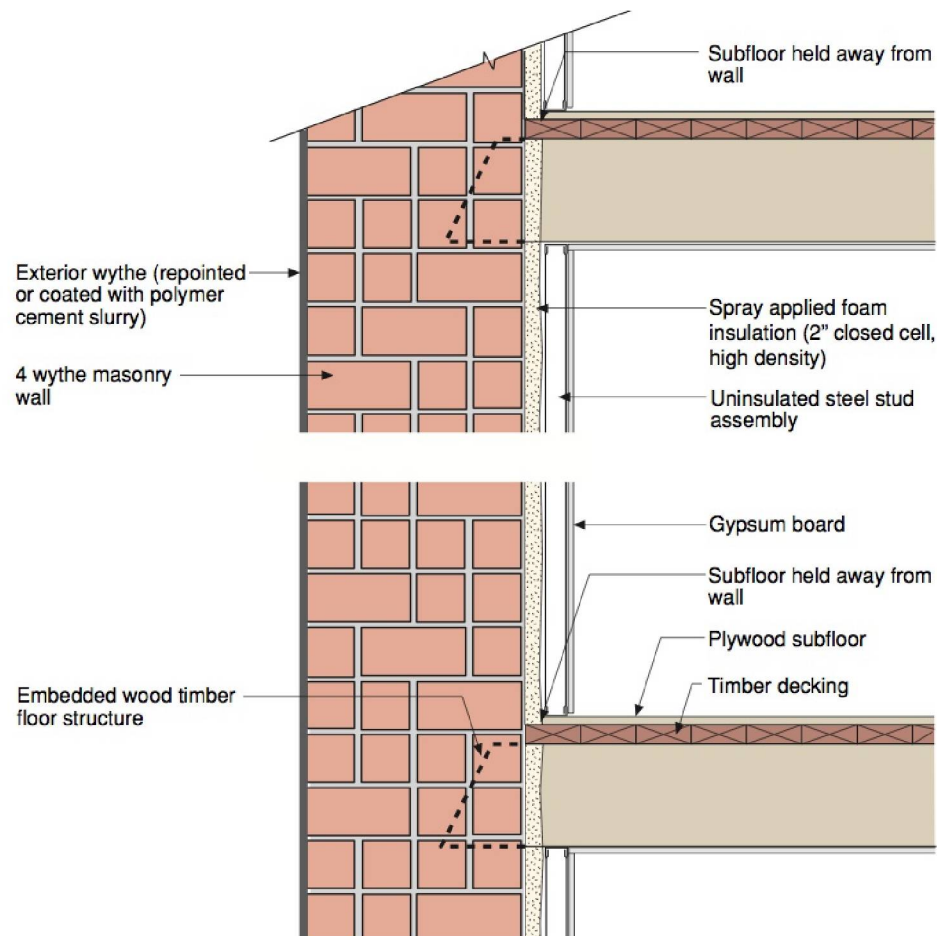 Subfloor held away from
wall
Exterior wythe (repointed
or coated with polymer
cement slurry)
Spray applied foam
insulation (2” closed cell,
high density)
4 wythe masonry
wall
Uninsulated steel stud
assembly
Gypsum board
Subfloor held away from
wall
Plywood subfloor
Embedded wood timber
floor structure
Timber decking